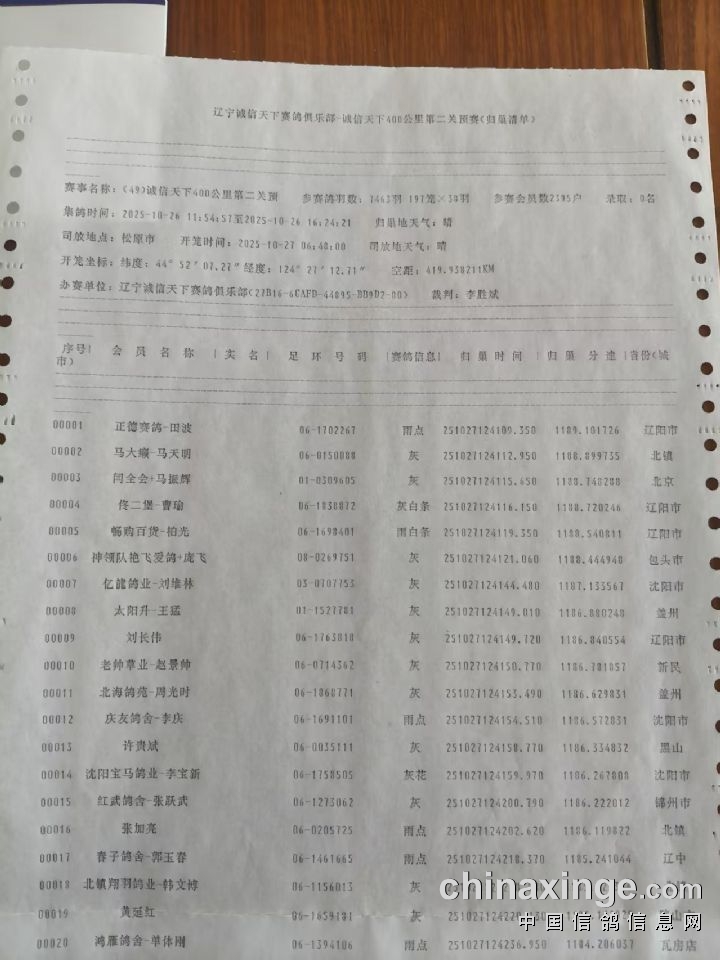 辽宁诚信天下赛鸽俱乐部-诚信天下400公里第二关预赛(归巢清单)
赛事名称：(49)诚信天下400公里第二关预 参赛鸽羽数：7463羽 197笼×38羽 参赛会员数2395户 录取：0名
集鸽时间：2025-10-26 11:54:57至2025-10-26 16:24:21 归巢地天气：晴
司放地点：松原市 开笼时间：2025-10-27 06:48:00 司放地天气：晴
开笼坐标：纬度：44° 52″ 07.27″ 经度：124° 27″ 12.71″ 空距：419.938211KM
办赛单位：辽宁诚信天下赛鸽俱乐部 裁判：李胜斌
序号| 会 员 名 称 |实 名| 足 环 号 码 |赛鸽信息| 归 巢 时 间 |归 巢 分 速|省份(城
市)
00001 正德赛鸽-田波 06-1702267 雨点 251027124109.350 1189.101726 辽阳市
00002 马大癞-马天明 06-0150088 灰 251027124112.950 1188.899735 北镇
00003 闫全会+马振辉 01-0309605 灰 251027124115.650 1188.748288 北京
00004 佟二堡-曹瑜 06-1838872 灰白条 251027124116.150 1188.720246 辽阳市
00005 畅购百货-柏光 06-1698401 雨白条 251027124119.350 1188.540811 辽阳市
00006 神领队艳飞爱鸽+庞飞 08-0269751 灰 251027124121.060 1188.444948 包头市
00007 亿龍鸽业-刘维林 03-0707753 灰 251027124144.480 1187.133567 沈阳市
00008 太阳升-王猛 01-1527781 灰 251027124149.010 1186.880248 盖州
00009 刘长伟 06-1763818 灰 251027124149.720 1186.840554 辽阳市
00010 老帅草业-赵景帅 06-0714362 灰 251027124150.770 1186.781857 新民
00011 北海鸽苑-周光时 06-1868771 灰 251027124153.490 1186.629831 盖州
00012 庆友鸽舍-李庆 06-1691101 雨点 251027124154.510 1186.572831 沈阳市
00013 许贵斌 06-0035111 灰 251027124158.770 1186.334832 黑山
00014 沈阳宝马鸽业-李宝新 06-1758505 灰花 251027124159.970 1186.267808 沈阳市
00015 红武鸽舍-张跃武 06-1273062 灰 251027124200.790 1186.222012 锦州市
00016 张加亮 06-0205725 雨点 251027124202.620 1186.119822 北镇
00017 春子鸽舍-郭玉春 06-1461665 雨点 251027124218.370 1185.241044 辽中
00018 北镇翔羽鸽业-韩文博 06-1156013 灰
00019 黄延红 06-1659181 灰
00020 鸿雁鸽舍-单体刚 06-1394106 雨点 251027124236.950 1184.206037 瓦房店
chinaxinge.com
中国信鸽信息网